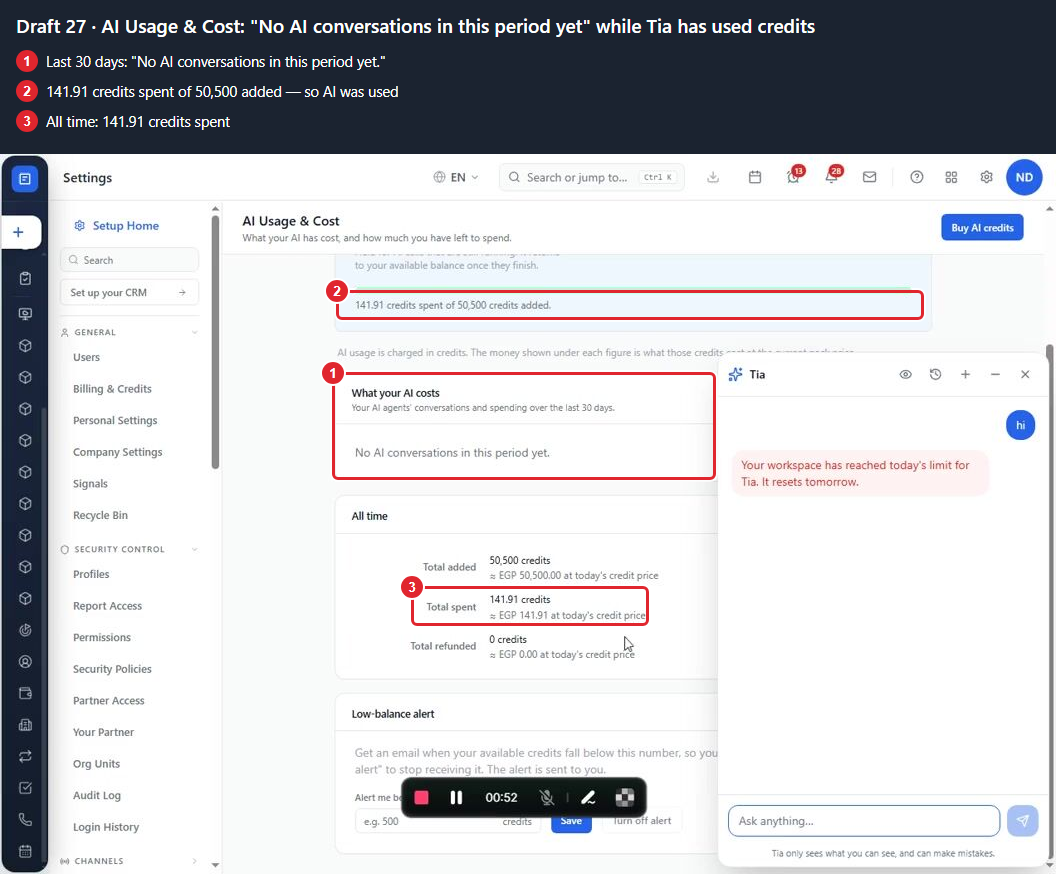 Draft 27 · AI Usage & Cost: "No AI conversations in this period yet" while Tia has used credits
1 Last 30 days: "No AI conversations in this period yet."
2 141.91 credits spent of 50,500 added — so AI was used
3 All time: 141.91 credits spent
Settings
EN
Search or jump to...
Ctrl K
13
28
ND
Setup Home
Search
Set up your CRM →
GENERAL
Users
Billing & Credits
Personal Settings
Company Settings
Signals
Recycle Bin
SECURITY CONTROL
Profiles
Report Access
Permissions
Security Policies
Partner Access
Your Partner
Org Units
Audit Log
Login History
CHANNELS
AI Usage & Cost
What your AI has cost, and how much you have left to spend.
Buy AI credits
to your available balance once they finish.
2
141.91 credits spent of 50,500 credits added.
AI usage is charged in credits. The money shown under each figure is what those credits cost at the current
1
What your AI costs
Your AI agents' conversations and spending over the last 30 days.
No AI conversations in this period yet.
All time
Total added
50,500 credits
≈ EGP 50,500.00 at today's credit price
3
Total spent
141.91 credits
≈ EGP 141.91 at today's credit price
Total refunded
0 credits
≈ EGP 0.00 at today's credit price
Low-balance alert
Get an email when your available credits fall below this number, so you
alert" to stop receiving it. The alert is sent to you.
Alert me be
e.g. 500
credits
Save
Turn off alert
00:52
Tia
hi
Your workspace has reached today's limit for
Tia. It resets tomorrow.
Ask anything...
Tia only sees what you can see, and can make mistakes.